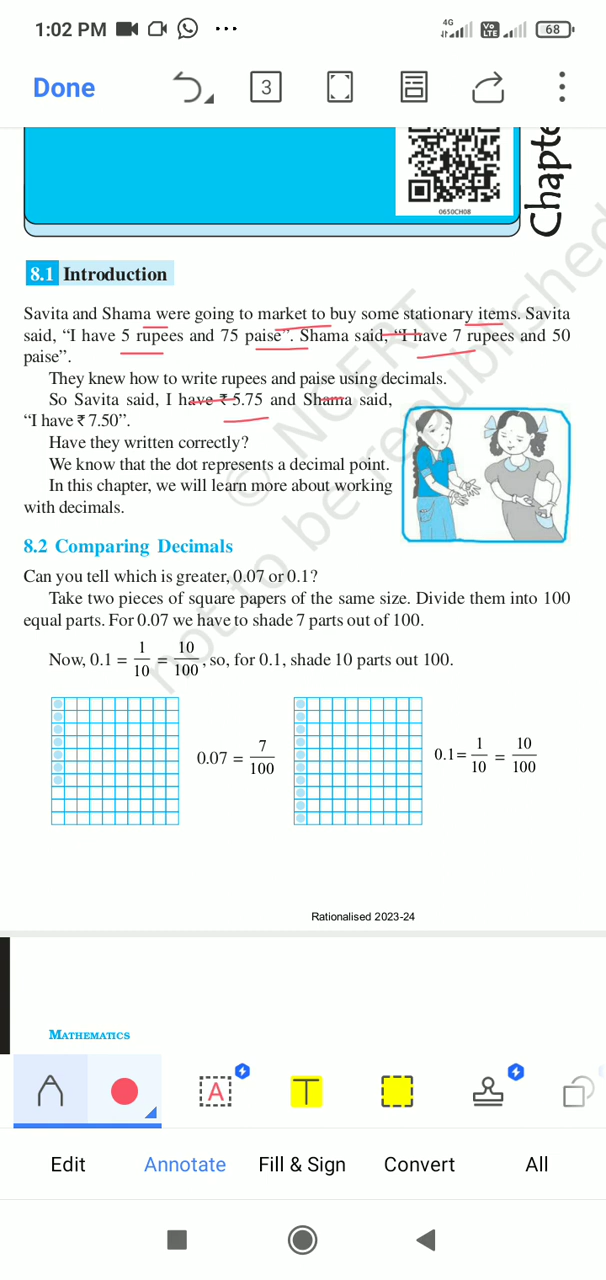 1:02 PM ... 4G Vo LTE 68
Done 3
Chapte
0650CH08
8.1 Introduction
Savita and Shama were going to market to buy some stationary items. Savita
said, “I have 5 rupees and 75 paise”. Shama said, “I have 7 rupees and 50
paise”.
They knew how to write rupees and paise using decimals.
So Savita said, I have ₹ 5.75 and Shama said,
“I have ₹ 7.50”.
Have they written correctly?
We know that the dot represents a decimal point.
In this chapter, we will learn more about working
with decimals.
© NCERT
not to be republished
8.2 Comparing Decimals
Can you tell which is greater, 0.07 or 0.1?
Take two pieces of square papers of the same size. Divide them into 100
equal parts. For 0.07 we have to shade 7 parts out of 100.
Now, 0.1 = 1/10 = 10/100, so, for 0.1, shade 10 parts out 100.
0.07 = 7/100 0.1= 1/10 = 10/100
Rationalised 2023-24
MATHEMATICS
A T
Edit Annotate Fill & Sign Convert All